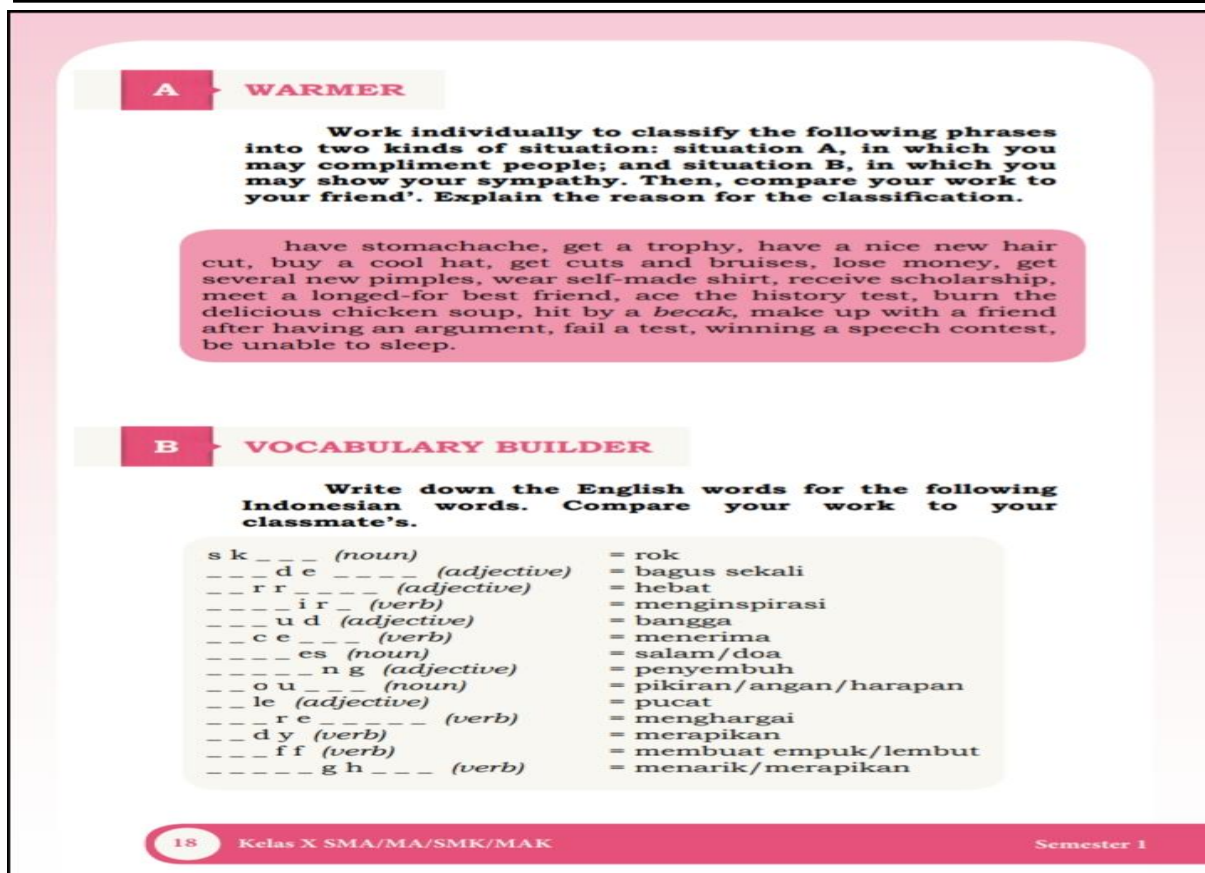 A WARMER
Work individually to classify the following phrases
into two kinds of situation: situation A, in which you
may compliment people; and situation B, in which you
may show your sympathy. Then, compare your work to
your friend'. Explain the reason for the classification.
have stomachache, get a trophy, have a nice new hair
cut, buy a cool hat, get cuts and bruises, lose money, get
several new pimples, wear self-made shirt, receive scholarship,
meet a longed-for best friend, ace the history test, burn the
delicious chicken soup, hit by a becak, make up with a friend
after having an argument, fail a test, winning a speech contest,
be unable to sleep.
B VOCABULARY BUILDER
Write down the English words for the following
Indonesian words. Compare your work to your
classmate's.
s k _ _ _ (noun) = rok
_ _ _ d e _ _ _ _ (adjective) = bagus sekali
_ _ r r _ _ _ _ (adjective) = hebat
_ _ _ _ i r _ (verb) = menginspirasi
_ _ _ u d (adjective) = bangga
_ _ c e _ _ _ (verb) = menerima
_ _ _ _ es (noun) = salam/doa
_ _ _ _ _ n g (adjective) = penyembuh
_ _ o u _ _ _ (noun) = pikiran/angan/harapan
_ _ le (adjective) = pucat
_ _ _ r e _ _ _ _ _ (verb) = menghargai
_ _ d y (verb) = merapikan
_ _ _ f f (verb) = membuat empuk/lembut
_ _ _ _ _ g h _ _ _ (verb) = menarik/merapikan
18 Kelas X SMA/MA/SMK/MAK Semester 1